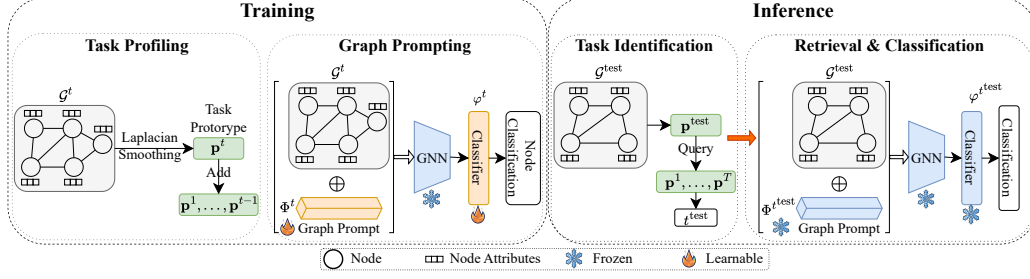 Training
Inference
Task Profiling
Graph Prompting
Task Identification
Retrieval & Classification
𝒢^t
Laplacian
Smoothing
Task
Protorype
p^t
Add
p^1, . . . , p^{t−1}
𝒢^t
⊕
Φ^t
Graph Prompt
GNN
φ^t
Classifier
Node
Classification
𝒢^test
p^test
Query
p^1, . . . , p^T
t^test
𝒢^test
⊕
Φ^{t^test}
Graph Prompt
GNN
φ^{t^test}
Classifier
Classification
Node
Node Attributes
Frozen
Learnable